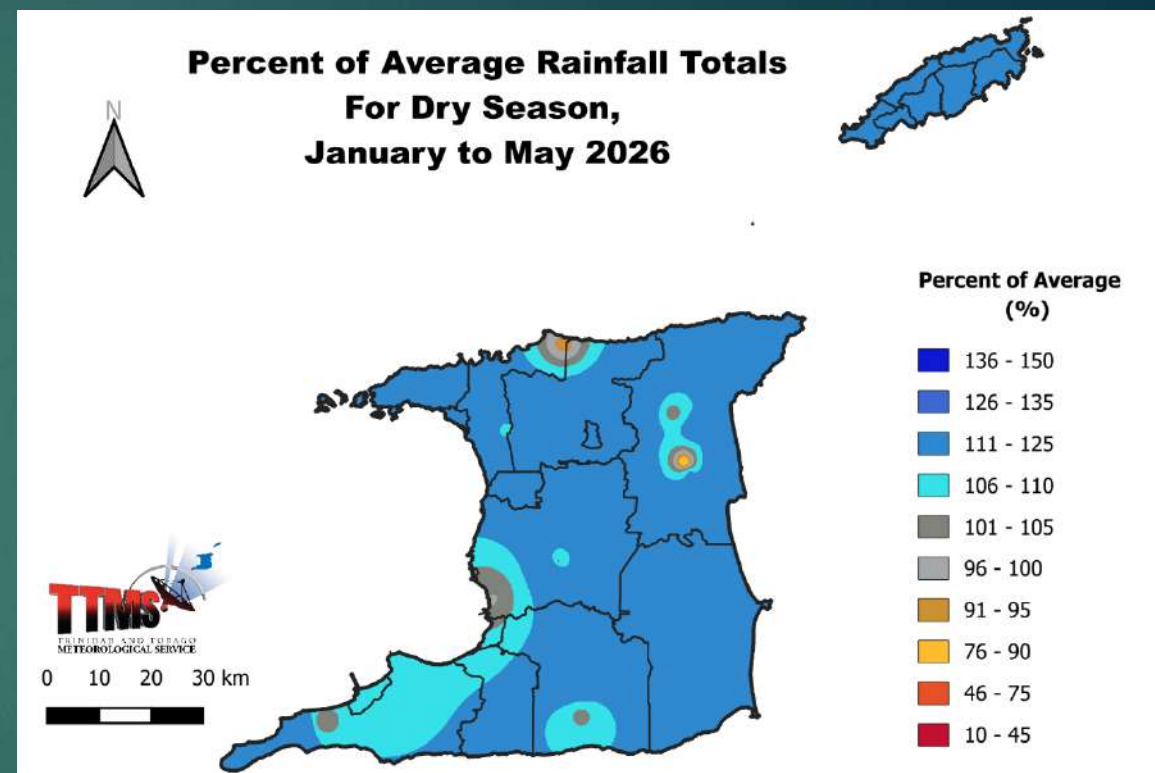 Percent of Average Rainfall Totals
For Dry Season,
January to May 2026
N
Percent of Average
(%)
136 - 150
126 - 135
111 - 125
106 - 110
101 - 105
96 - 100
91 - 95
76 - 90
46 - 75
10 - 45
TTMS
TRINIDAD AND TOBAGO
METEOROLOGICAL SERVICE
0 10 20 30 km